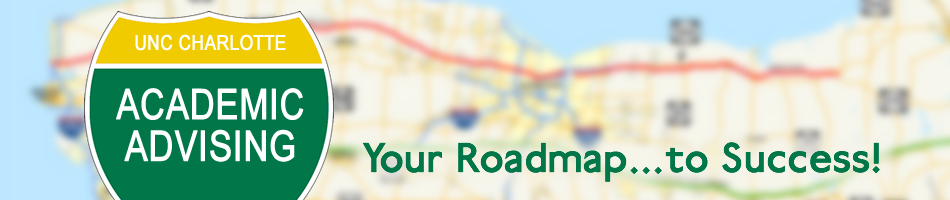 UNC CHARLOTTE
ACADEMIC
ADVISING
Your Roadmap...to Success!